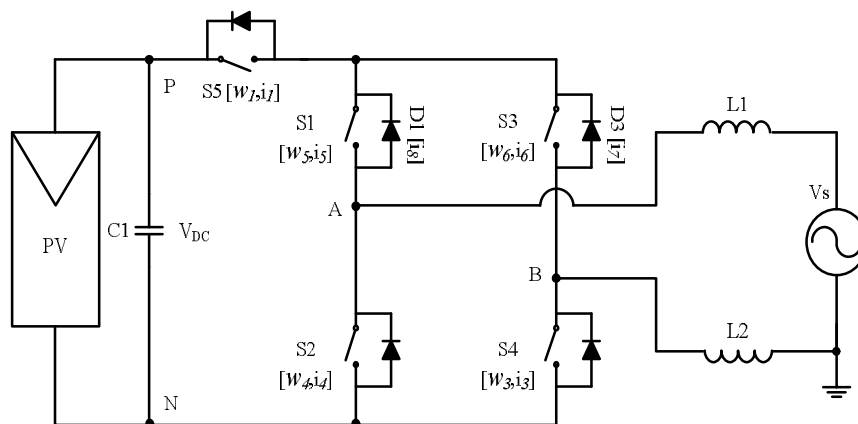 P
S5[w1,i1]
S1
[w5,i5]
D1 [i8]
S3
[w6,i6]
D3 [i7]
L1
Vs
A
PV
C1
VDC
B
S2
[w4,i4]
S4
[w3,i3]
L2
N